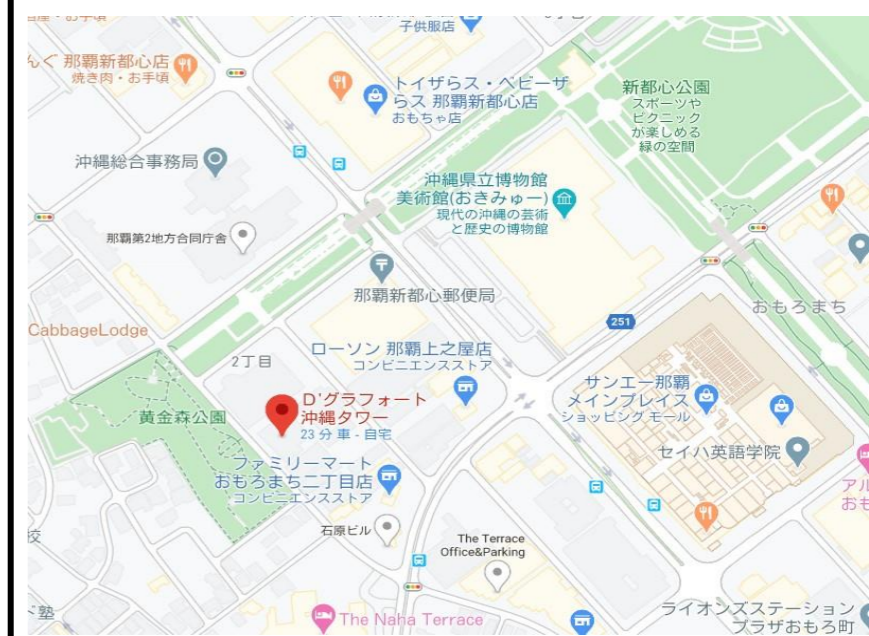 子供服店
んぐ 那覇新都心店
焼き肉・お手頃
トイザらス・ベビーザ
らス 那覇新都心店
おもちゃ店
新都心公園
スポーツや
ピクニック
が楽しめる
緑の空間
沖縄総合事務局
沖縄県立博物館
美術館(おきみゅー)
現代の沖縄の芸術
と歴史の博物館
那覇第2地方合同庁舎
那覇新都心郵便局
おもろまち
CabbageLodge
251
2丁目
ローソン 那覇上之屋店
コンビニエンスストア
サンエー那覇
メインプレイス
ショッピング モール
D'グラフォート
沖縄タワー
23 分 車 - 自宅
黄金森公園
セイハ英語学院
ファミリーマート
おもろまち二丁目店
コンビニエンスストア
アル
おも
石原ビル
校
The Terrace
Office&Parking
ド塾
The Naha Terrace
ライオンズステーション
プラザおもろ町